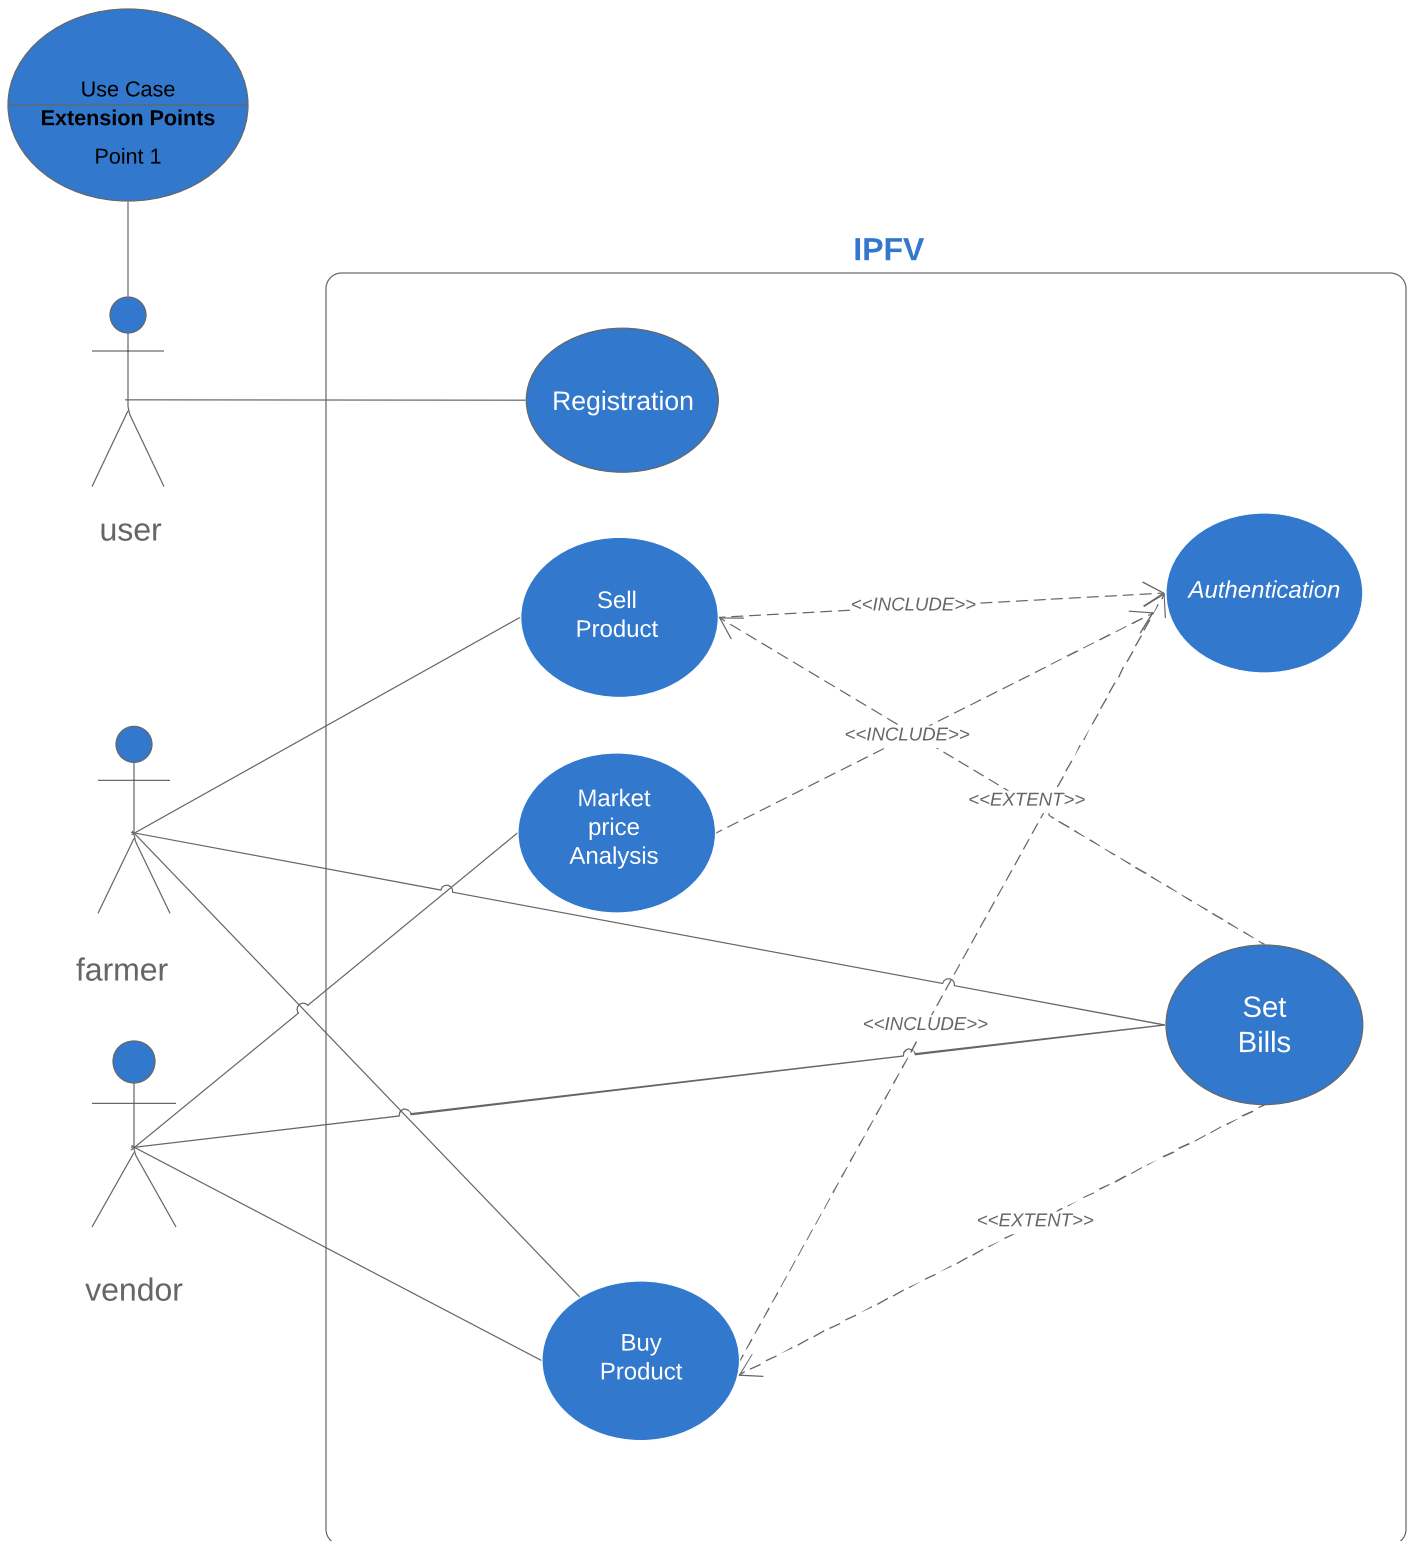 Use Case
Extension Points
Point 1
IPFV
Registration
user
Sell
Product
<<INCLUDE>>
Authentication
<<INCLUDE>>
Market
price
Analysis
<<EXTENT>>
farmer
Set
Bills
<<INCLUDE>>
vendor
<<EXTENT>>
Buy
Product